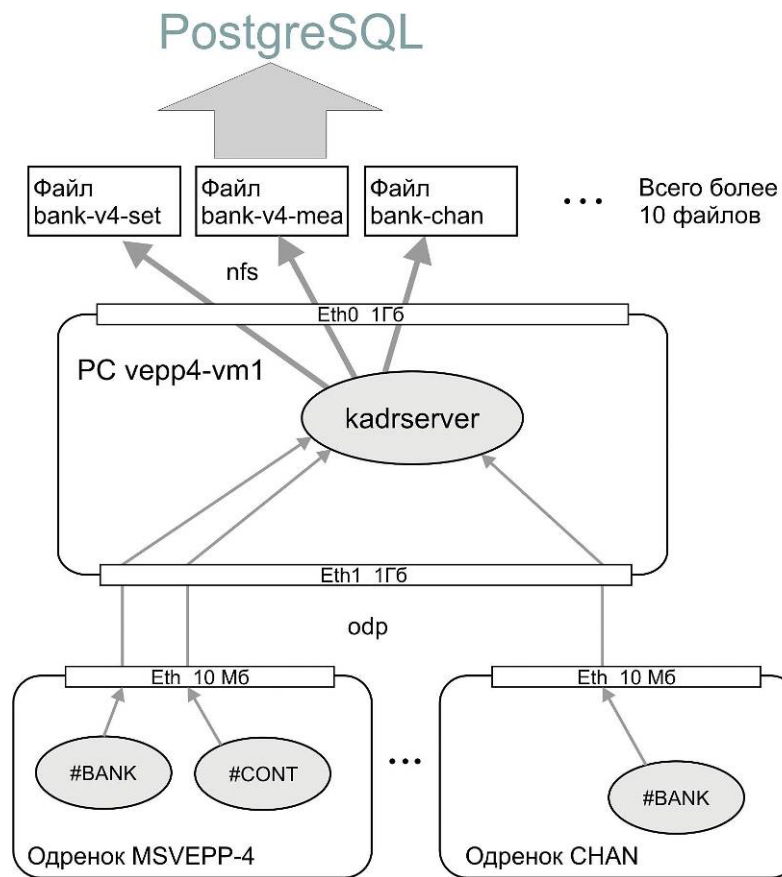 PostgreSQL
Файл
bank-v4-set
Файл
bank-v4-mea
Файл
bank-chan
...
Всего более
10 файлов
nfs
Eth0 1Гб
PC vepp4-vm1
kadrserver
Eth1 1Гб
odp
Eth 10 Мб
Eth 10 Мб
#BANK
#CONT
...
#BANK
Одренок MSVEPP-4
Одренок CHAN